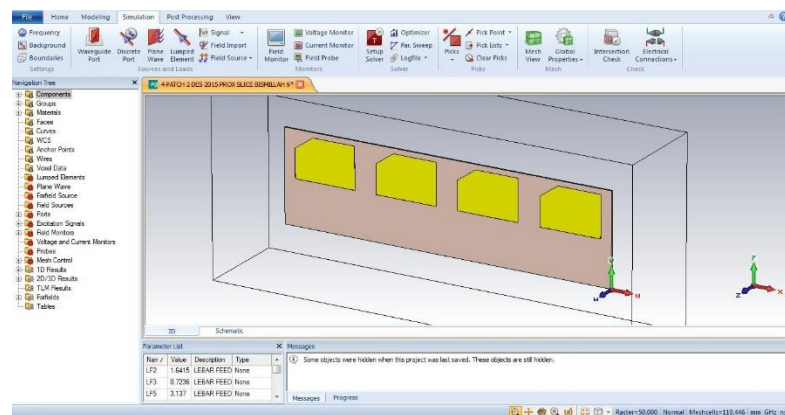 File Home Modeling Simulation Post Processing View
Frequency
Background
Boundaries
Settings
Waveguide Port
Discrete Port
Plane Wave
Lumped Element
Signal
Field Import
Field Source
Sources and Loads
Field Monitor
Voltage Monitor
Current Monitor
Field Probe
Monitors
Setup Solver
Optimizer
Par. Sweep
Logfile
Solver
Picks
Pick Point
Pick Lists
Clear Picks
Picks
Mesh View
Global Properties
Mesh
Intersection Check
Electrical Connections
Check
Navigation Tree
4 PATCH 2 DES 2015 PROX SLICE BISMILLAH 9*
Components
Groups
Materials
Faces
Curves
WCS
Anchor Points
Wires
Voxel Data
Lumped Elements
Plane Wave
Farfield Source
Field Sources
Ports
Excitation Signals
Field Monitors
Voltage and Current Monitors
Probes
Mesh Control
1D Results
2D/3D Results
TLM Results
Farfields
Tables
v
w
u
y
z
x
3D Schematic
Parameter List
Value Description Type
LF2 1.6415 LEBAR FEED None
LF3 0.7236 LEBAR FEED None
LF5 3.137 LEBAR FEED None
Messages
Some objects were hidden when this project was last saved. These objects are still hidden.
Messages Progress
Raster=50.000 Normal Meshcells=110,446 mm GHz